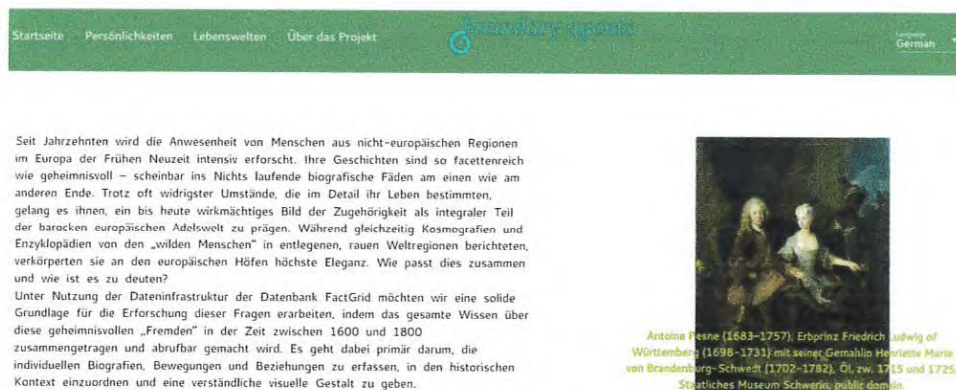 Startseite Persönlichkeiten Lebenswelten Über das Projekt
boundary agents
Language
German
Seit Jahrzehnten wird die Anwesenheit von Menschen aus nicht-europäischen Regionen
im Europa der Frühen Neuzeit intensiv erforscht. Ihre Geschichten sind so facettenreich
wie geheimnisvoll – scheinbar ins Nichts laufende biografische Fäden am einen wie am
anderen Ende. Trotz oft widrigster Umstände, die im Detail ihr Leben bestimmten,
gelang es ihnen, ein bis heute wirkmächtiges Bild der Zugehörigkeit als integraler Teil
der barocken europäischen Adelswelt zu prägen. Während gleichzeitig Kosmografien und
Enzyklopädien von den „wilden Menschen" in entlegenen, rauen Weltregionen berichteten,
verkörperten sie an den europäischen Höfen höchste Eleganz. Wie passt dies zusammen
und wie ist es zu deuten?
Unter Nutzung der Dateninfrastruktur der Datenbank FactGrid möchten wir eine solide
Grundlage für die Erforschung dieser Fragen erarbeiten, indem das gesamte Wissen über
diese geheimnisvollen „Fremden" in der Zeit zwischen 1600 und 1800
zusammengetragen und abrufbar gemacht wird. Es geht dabei primär darum, die
individuellen Biografien, Bewegungen und Beziehungen zu erfassen, in den historischen
Kontext einzuordnen und eine verständliche visuelle Gestalt zu geben.
Antoine Pesne (1683–1757), Erbprinz Friedrich Ludwig of
Württemberg (1698–1731) mit seiner Gemahlin Henriette Marie
von Brandenburg-Schwedt (1702–1782), Öl, zw. 1715 und 1725,
Staatliches Museum Schwerin, public domain